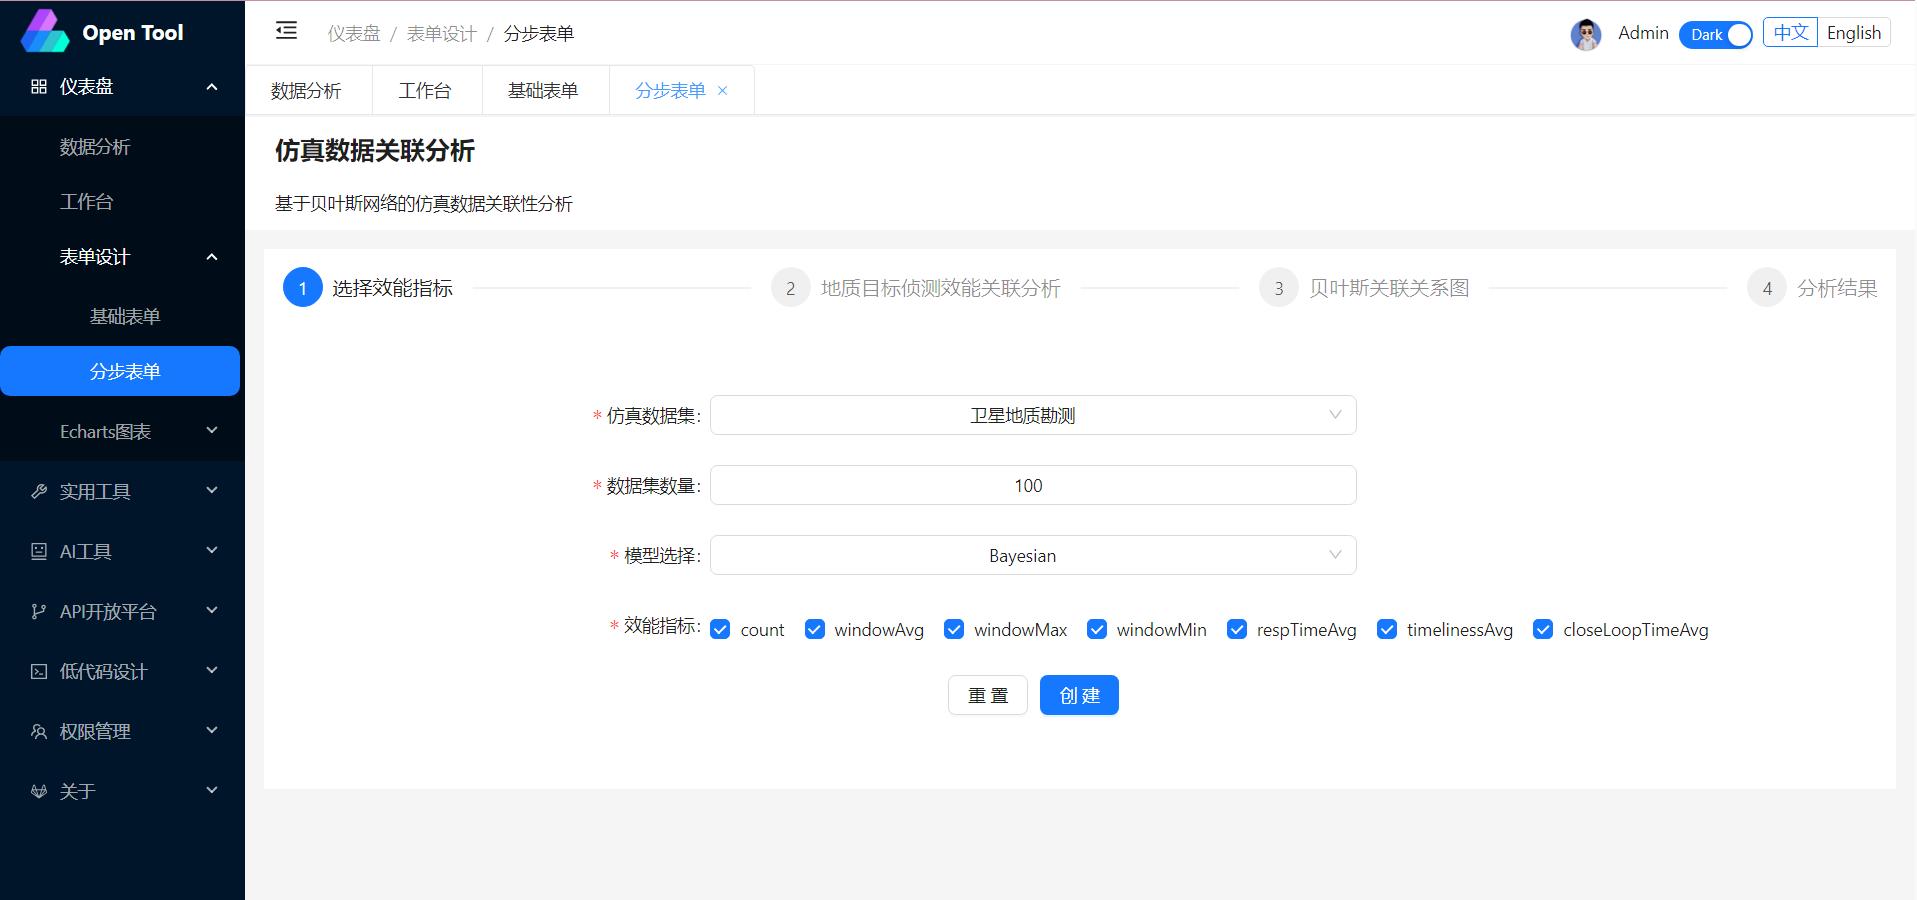 Open Tool
仪表盘
数据分析
工作台
表单设计
基础表单
分步表单
Echarts图表
实用工具
AI工具
API开放平台
低代码设计
权限管理
关于
仪表盘 / 表单设计 / 分步表单
Admin Dark 中文 English
数据分析 工作台 基础表单 分步表单 ×
仿真数据关联分析
基于贝叶斯网络的仿真数据关联性分析
1 选择效能指标 2 地质目标侦测效能关联分析 3 贝叶斯关联关系图 4 分析结果
* 仿真数据集: 卫星地质勘测
* 数据集数量: 100
* 模型选择: Bayesian
* 效能指标: count windowAvg windowMax windowMin respTimeAvg timelinessAvg closeLoopTimeAvg
重 置 创 建